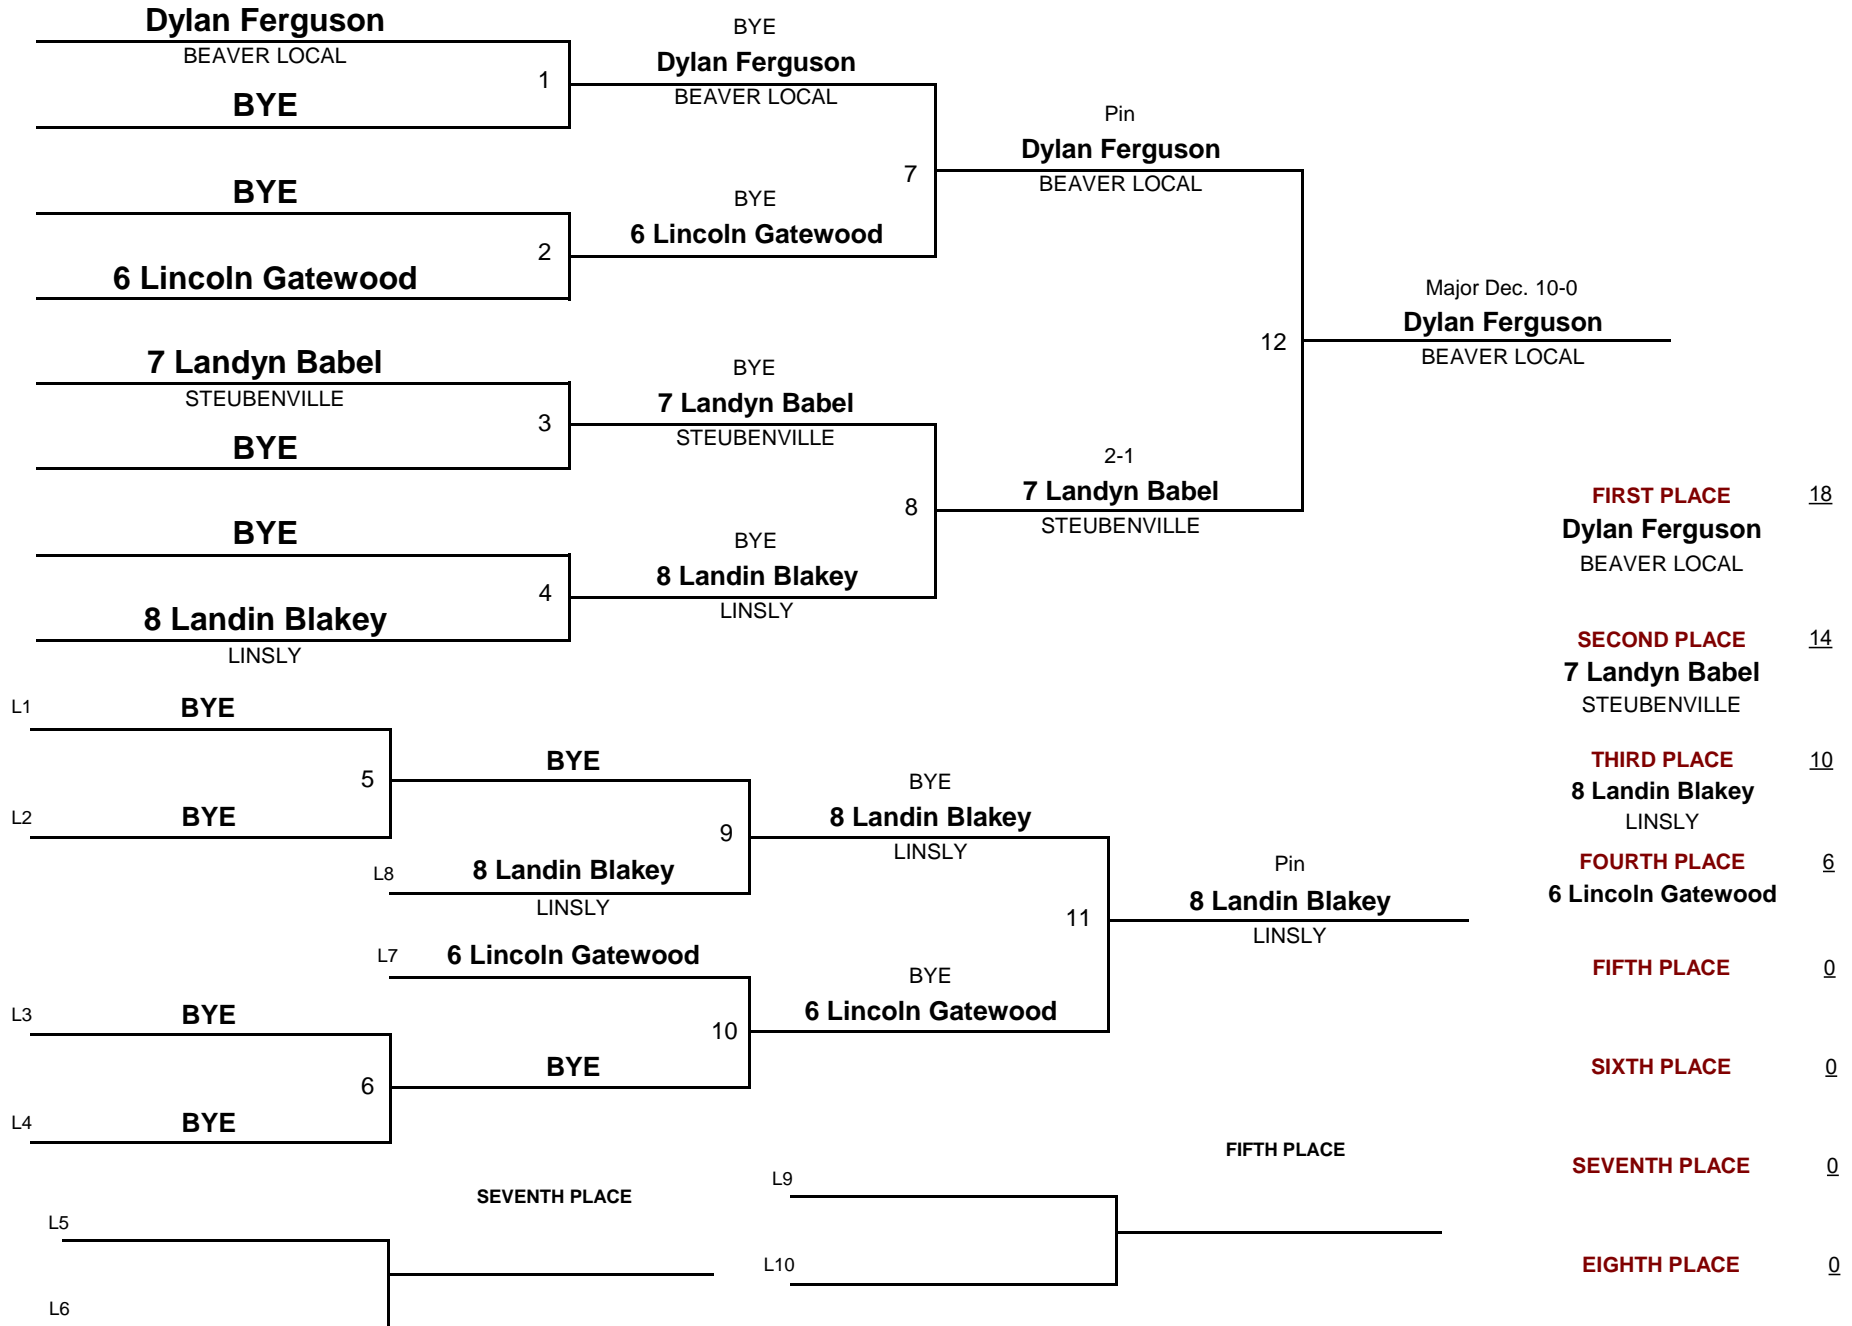 Dylan Ferguson
BEAVER LOCAL
1
BYE
BYE
Dylan Ferguson
BEAVER LOCAL
BYE
2
6 Lincoln Gatewood
BYE
6 Lincoln Gatewood
7
Pin
Dylan Ferguson
BEAVER LOCAL
7 Landyn Babel
STEUBENVILLE
3
BYE
BYE
7 Landyn Babel
STEUBENVILLE
BYE
4
8 Landin Blakey
LINSLY
BYE
8 Landin Blakey
LINSLY
8
2-1
7 Landyn Babel
STEUBENVILLE
12
Major Dec. 10-0
Dylan Ferguson
BEAVER LOCAL
FIRST PLACE 18
Dylan Ferguson
BEAVER LOCAL
SECOND PLACE 14
7 Landyn Babel
STEUBENVILLE
THIRD PLACE 10
8 Landin Blakey
LINSLY
FOURTH PLACE 6
6 Lincoln Gatewood
FIFTH PLACE 0
SIXTH PLACE 0
SEVENTH PLACE 0
EIGHTH PLACE 0
L1 BYE
5
L2 BYE
BYE
9
L8 8 Landin Blakey
LINSLY
BYE
8 Landin Blakey
LINSLY
L7 6 Lincoln Gatewood
10
BYE
L3 BYE
6
L4 BYE
BYE
6 Lincoln Gatewood
11
Pin
8 Landin Blakey
LINSLY
SEVENTH PLACE
L5
L6
FIFTH PLACE
L9
L10